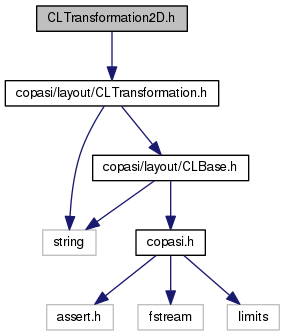 CLTransformation2D.h
copasi/layout/CLTransformation.h
copasi/layout/CLBase.h
string
copasi.h
assert.h
fstream
limits